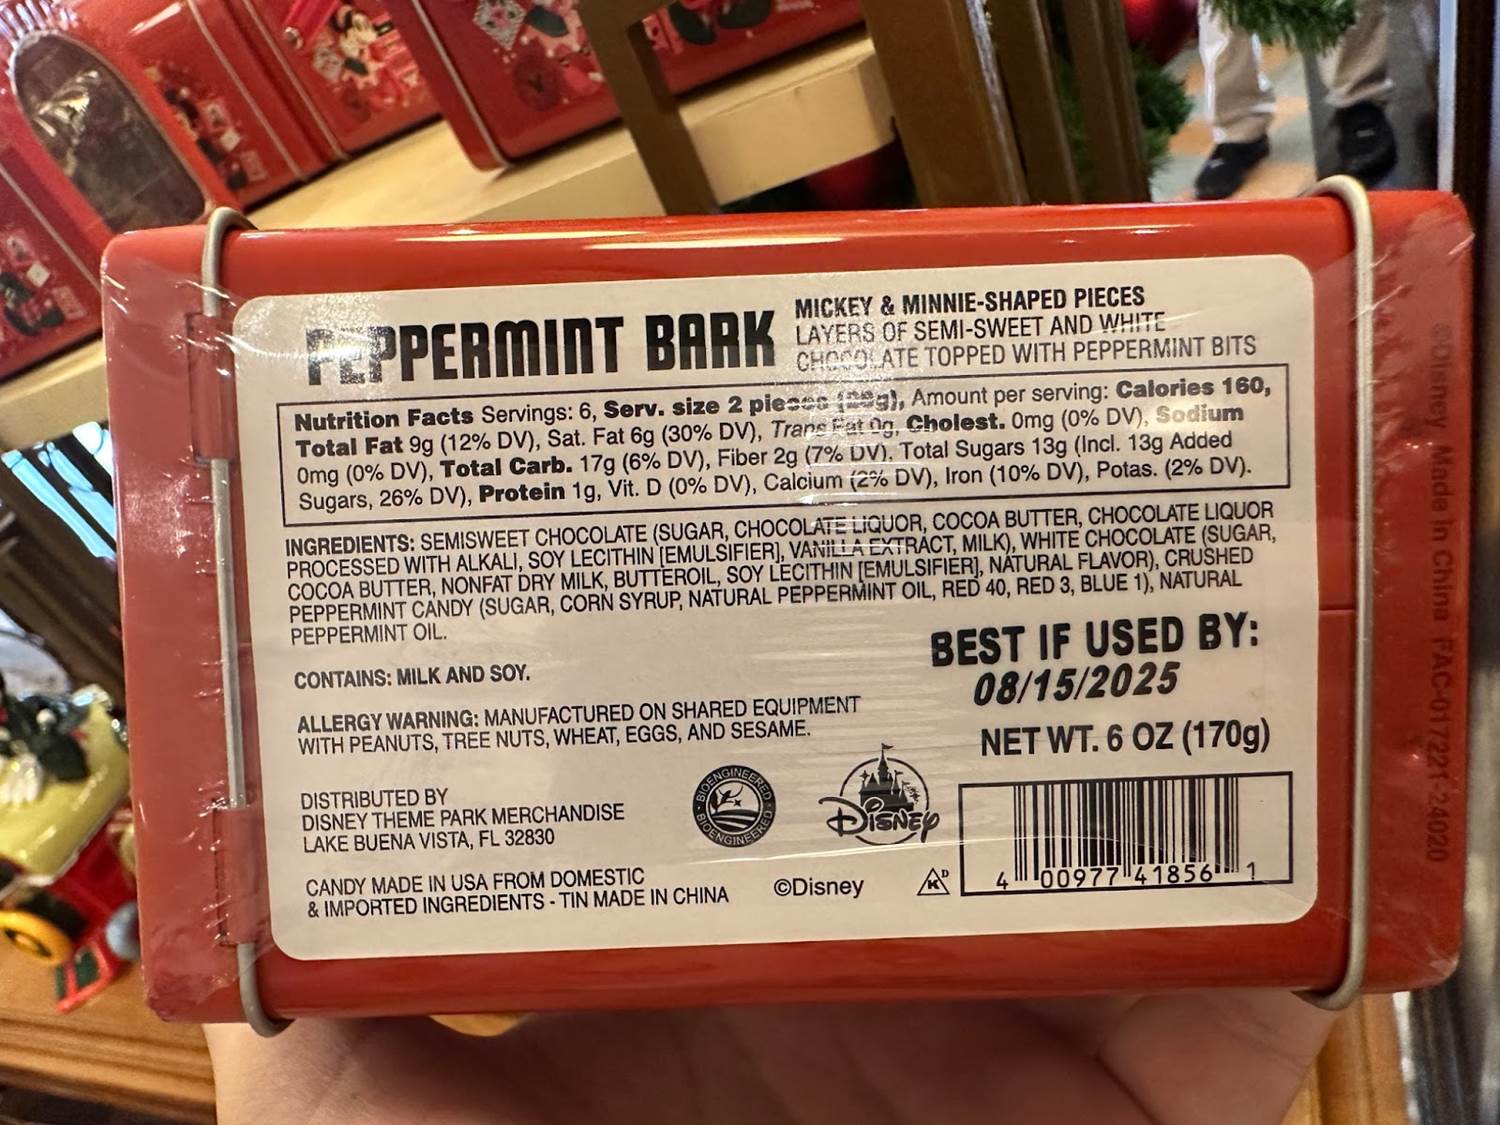 PEPPERMINT BARK
MICKEY & MINNIE-SHAPED PIECES
LAYERS OF SEMI-SWEET AND WHITE
CHOCOLATE TOPPED WITH PEPPERMINT BITS
Nutrition Facts Servings: 6, Serv. size 2 pieces (28g), Amount per serving: Calories 160,
Total Fat 9g (12% DV), Sat. Fat 6g (30% DV), Trans Fat 0g, Cholest. 0mg (0% DV), Sodium
0mg (0% DV), Total Carb. 17g (6% DV), Fiber 2g (7% DV). Total Sugars 13g (Incl. 13g Added
Sugars, 26% DV), Protein 1g, Vit. D (0% DV), Calcium (2% DV), Iron (10% DV), Potas. (2% DV).
INGREDIENTS: SEMISWEET CHOCOLATE (SUGAR, CHOCOLATE LIQUOR, COCOA BUTTER, CHOCOLATE LIQUOR
PROCESSED WITH ALKALI, SOY LECITHIN [EMULSIFIER], VANILLA EXTRACT, MILK), WHITE CHOCOLATE (SUGAR,
COCOA BUTTER, NONFAT DRY MILK, BUTTEROIL, SOY LECITHIN [EMULSIFIER], NATURAL FLAVOR), CRUSHED
PEPPERMINT CANDY (SUGAR, CORN SYRUP, NATURAL PEPPERMINT OIL, RED 40, RED 3, BLUE 1), NATURAL
PEPPERMINT OIL.
CONTAINS: MILK AND SOY.
ALLERGY WARNING: MANUFACTURED ON SHARED EQUIPMENT
WITH PEANUTS, TREE NUTS, WHEAT, EGGS, AND SESAME.
BEST IF USED BY:
08/15/2025
NET WT. 6 OZ (170g)
DISTRIBUTED BY
DISNEY THEME PARK MERCHANDISE
LAKE BUENA VISTA, FL 32830
BIOENGINEERED
BIOENGINEERED
Disney
CANDY MADE IN USA FROM DOMESTIC
& IMPORTED INGREDIENTS - TIN MADE IN CHINA
©Disney
K D
4 00977 41856 1
©Disney Made in China FAC-017221-24020